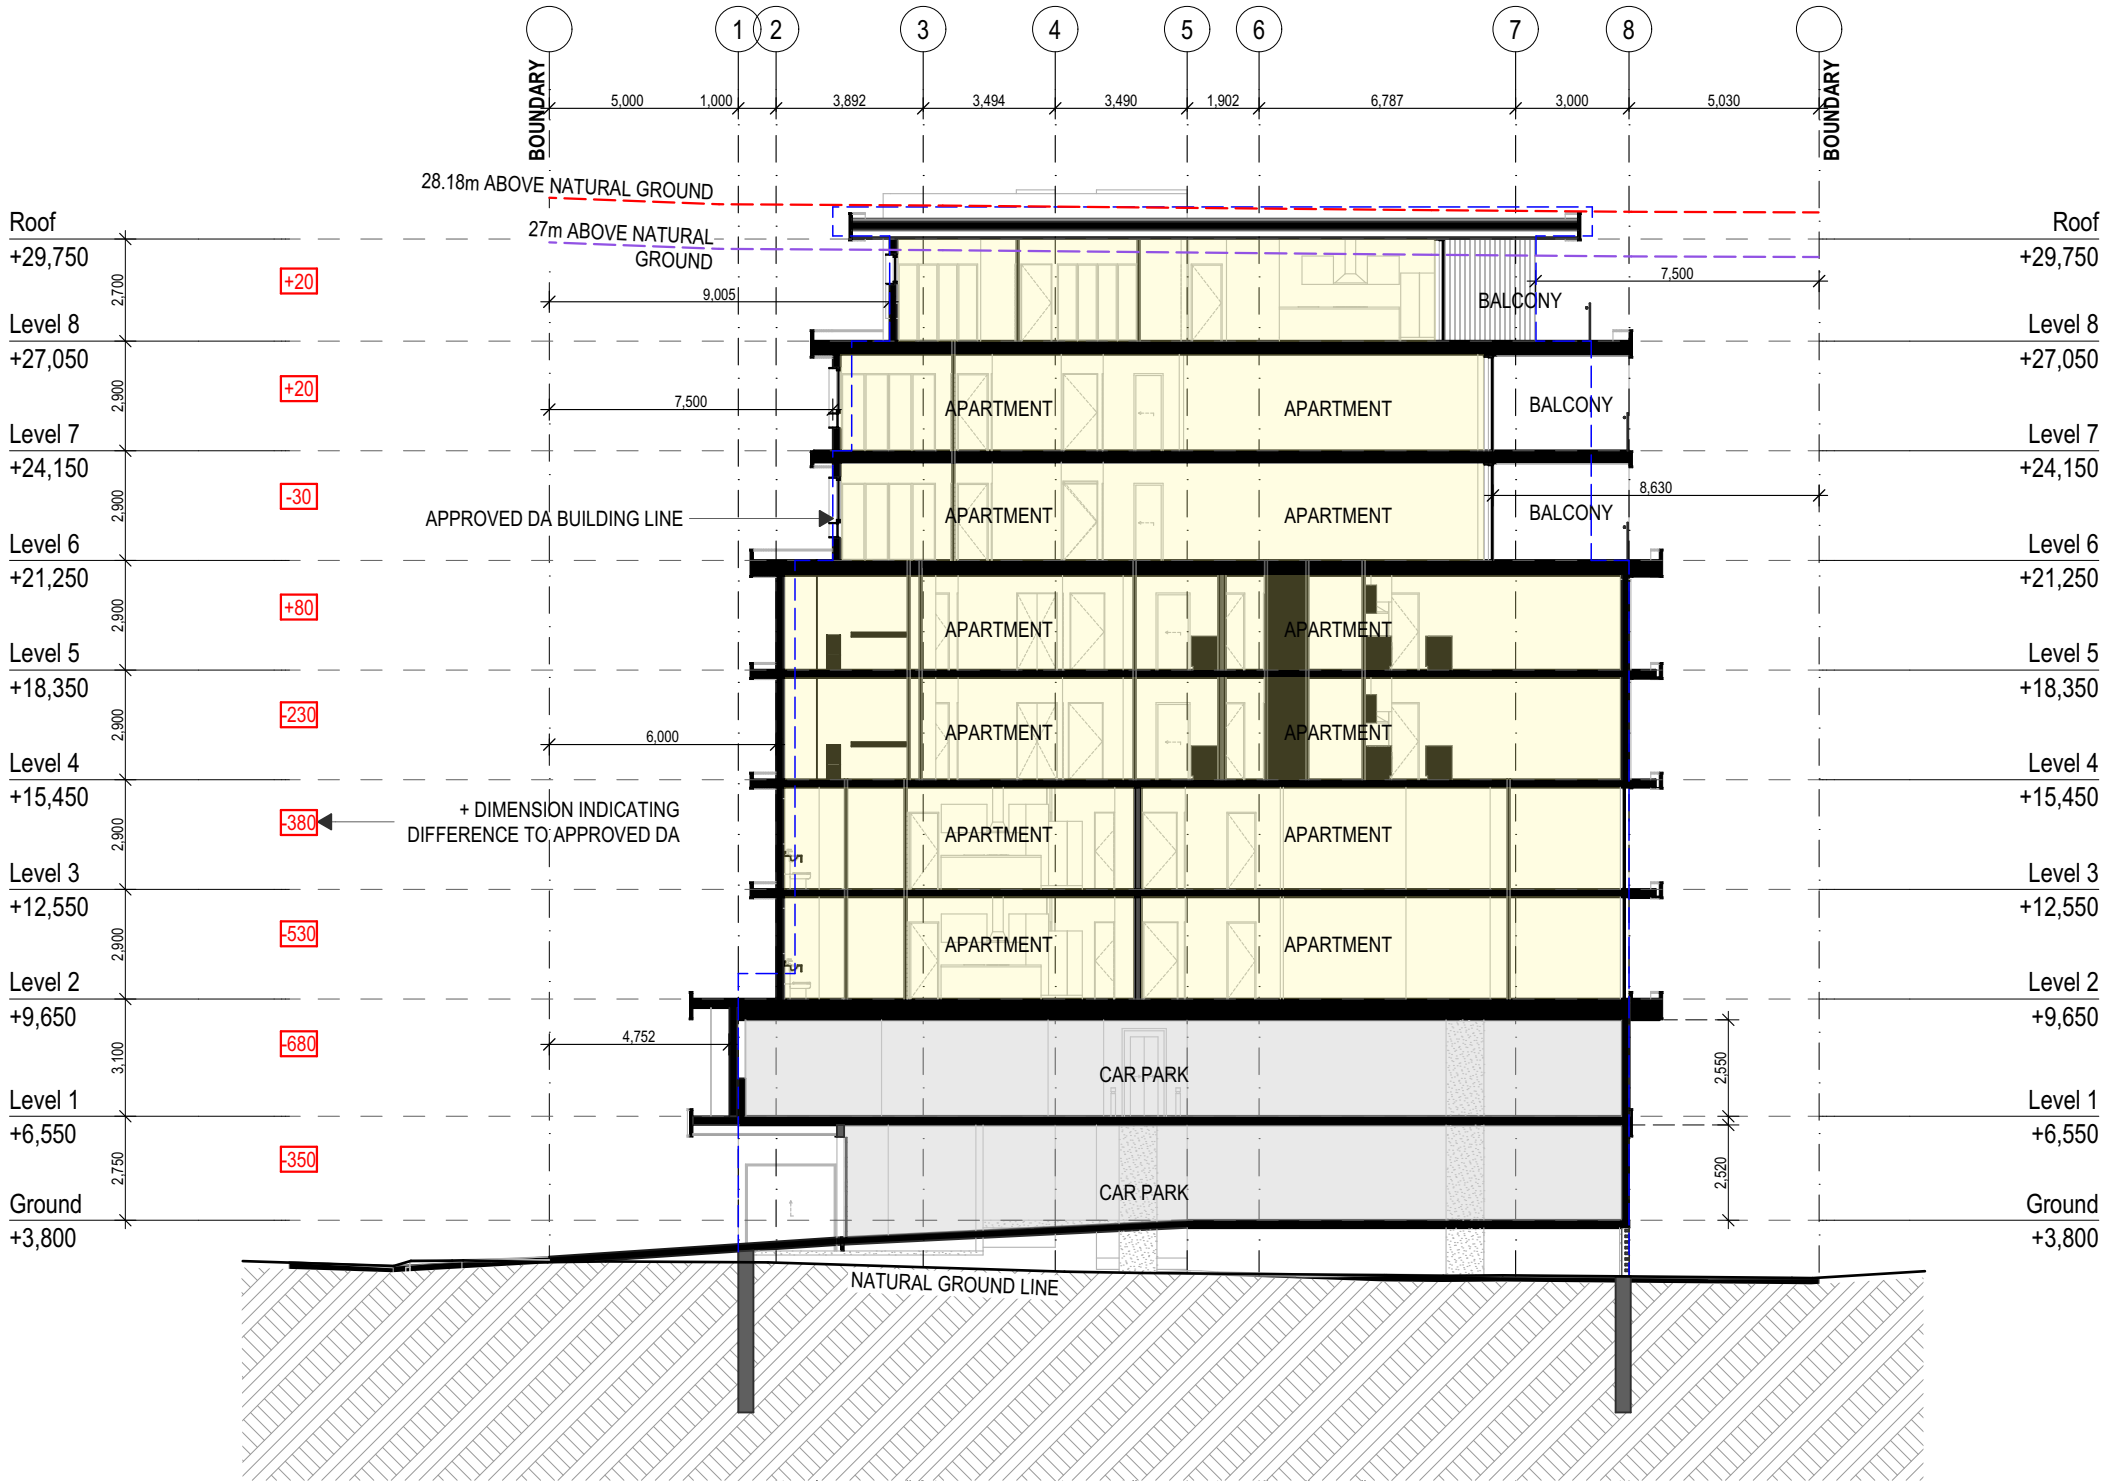 1 2 3 4 5 6 7 8
BOUNDARY
BOUNDARY
5,000 1,000 3,892 3,494 3,490 1,902 6,787 3,000 5,030
28.18m ABOVE NATURAL GROUND
27m ABOVE NATURAL
GROUND
Roof
+29,750
2,700
+20
9,005
BALCONY
7,500
Roof
+29,750
Level 8
+27,050
2,900
+20
7,500
APARTMENT
APARTMENT
BALCONY
Level 8
+27,050
Level 7
+24,150
2,900
-30
APPROVED DA BUILDING LINE
APARTMENT
APARTMENT
8,630
BALCONY
Level 7
+24,150
Level 6
+21,250
2,900
+80
APARTMENT
APARTMENT
Level 6
+21,250
Level 5
+18,350
2,900
-230
6,000
APARTMENT
APARTMENT
Level 5
+18,350
Level 4
+15,450
2,900
-380
+ DIMENSION INDICATING
DIFFERENCE TO APPROVED DA
APARTMENT
APARTMENT
Level 4
+15,450
Level 3
+12,550
2,900
-530
APARTMENT
APARTMENT
Level 3
+12,550
Level 2
+9,650
3,100
-680
4,752
CAR PARK
2,550
Level 2
+9,650
Level 1
+6,550
2,750
-350
CAR PARK
2,520
Level 1
+6,550
Ground
+3,800
Ground
+3,800
NATURAL GROUND LINE